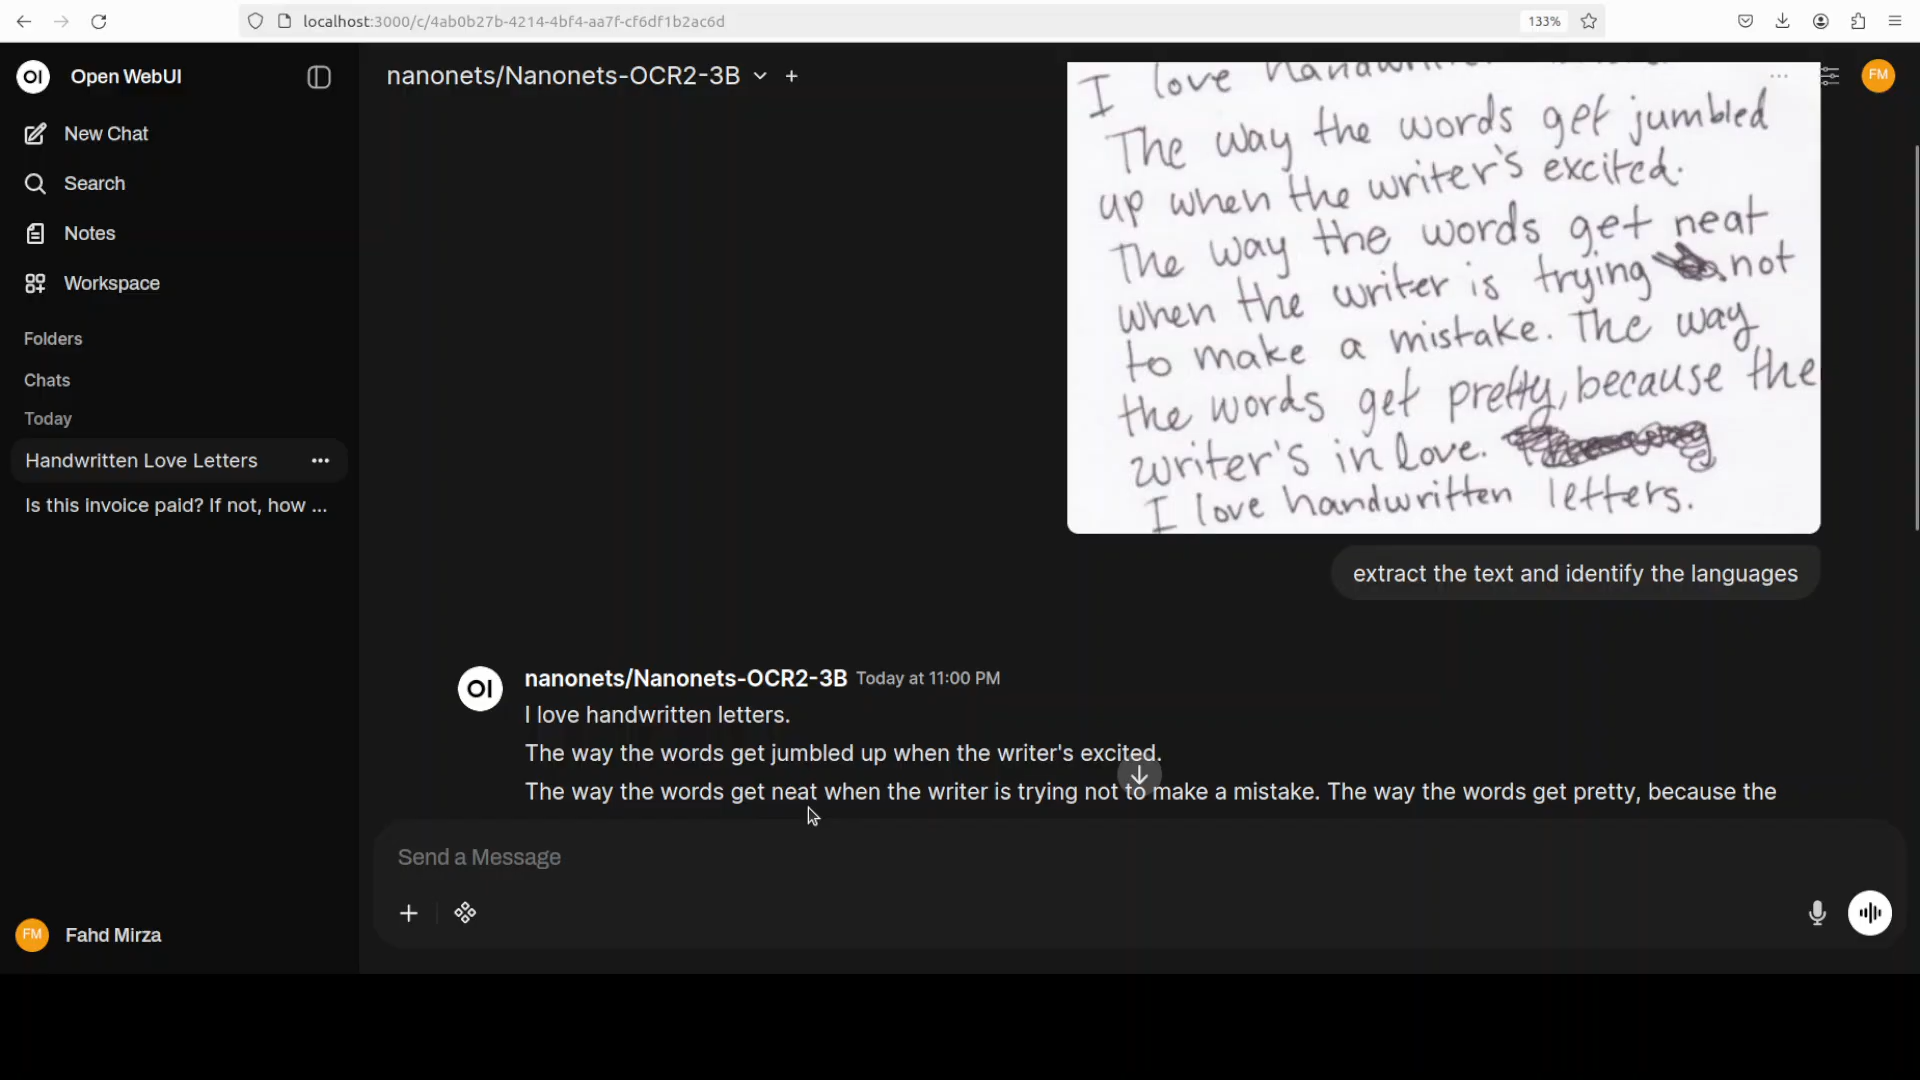 localhost:3000/c/4ab0b27b-4214-4bf4-aa7f-cf6df1b2ac6d
133%
OI
Open WebUI
nanonets/Nanonets-OCR2-3B
FM
New Chat
Search
Notes
Workspace
Folders
Chats
Today
Handwritten Love Letters
Is this invoice paid? If not, how ...
FM
Fahd Mirza
I love
The way the words get jumbled
up when the writer's excited.
The way the words get neat
when the writer is trying not
to make a mistake. The way
the words get pretty, because the
writer's in love.
I love handwritten letters.
extract the text and identify the languages
OI
nanonets/Nanonets-OCR2-3B Today at 11:00 PM
I love handwritten letters.
The way the words get jumbled up when the writer's excited.
The way the words get neat when the writer is trying not to make a mistake. The way the words get pretty, because the
Send a Message